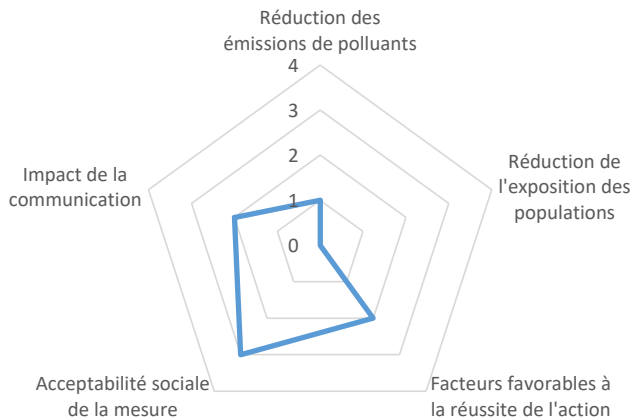 Réduction des
émissions de polluants
4
3
2
1
0
Réduction de
l'exposition des
populations
Facteurs favorables à
la réussite de l'action
Acceptabilité sociale
de la mesure
Impact de la
communication